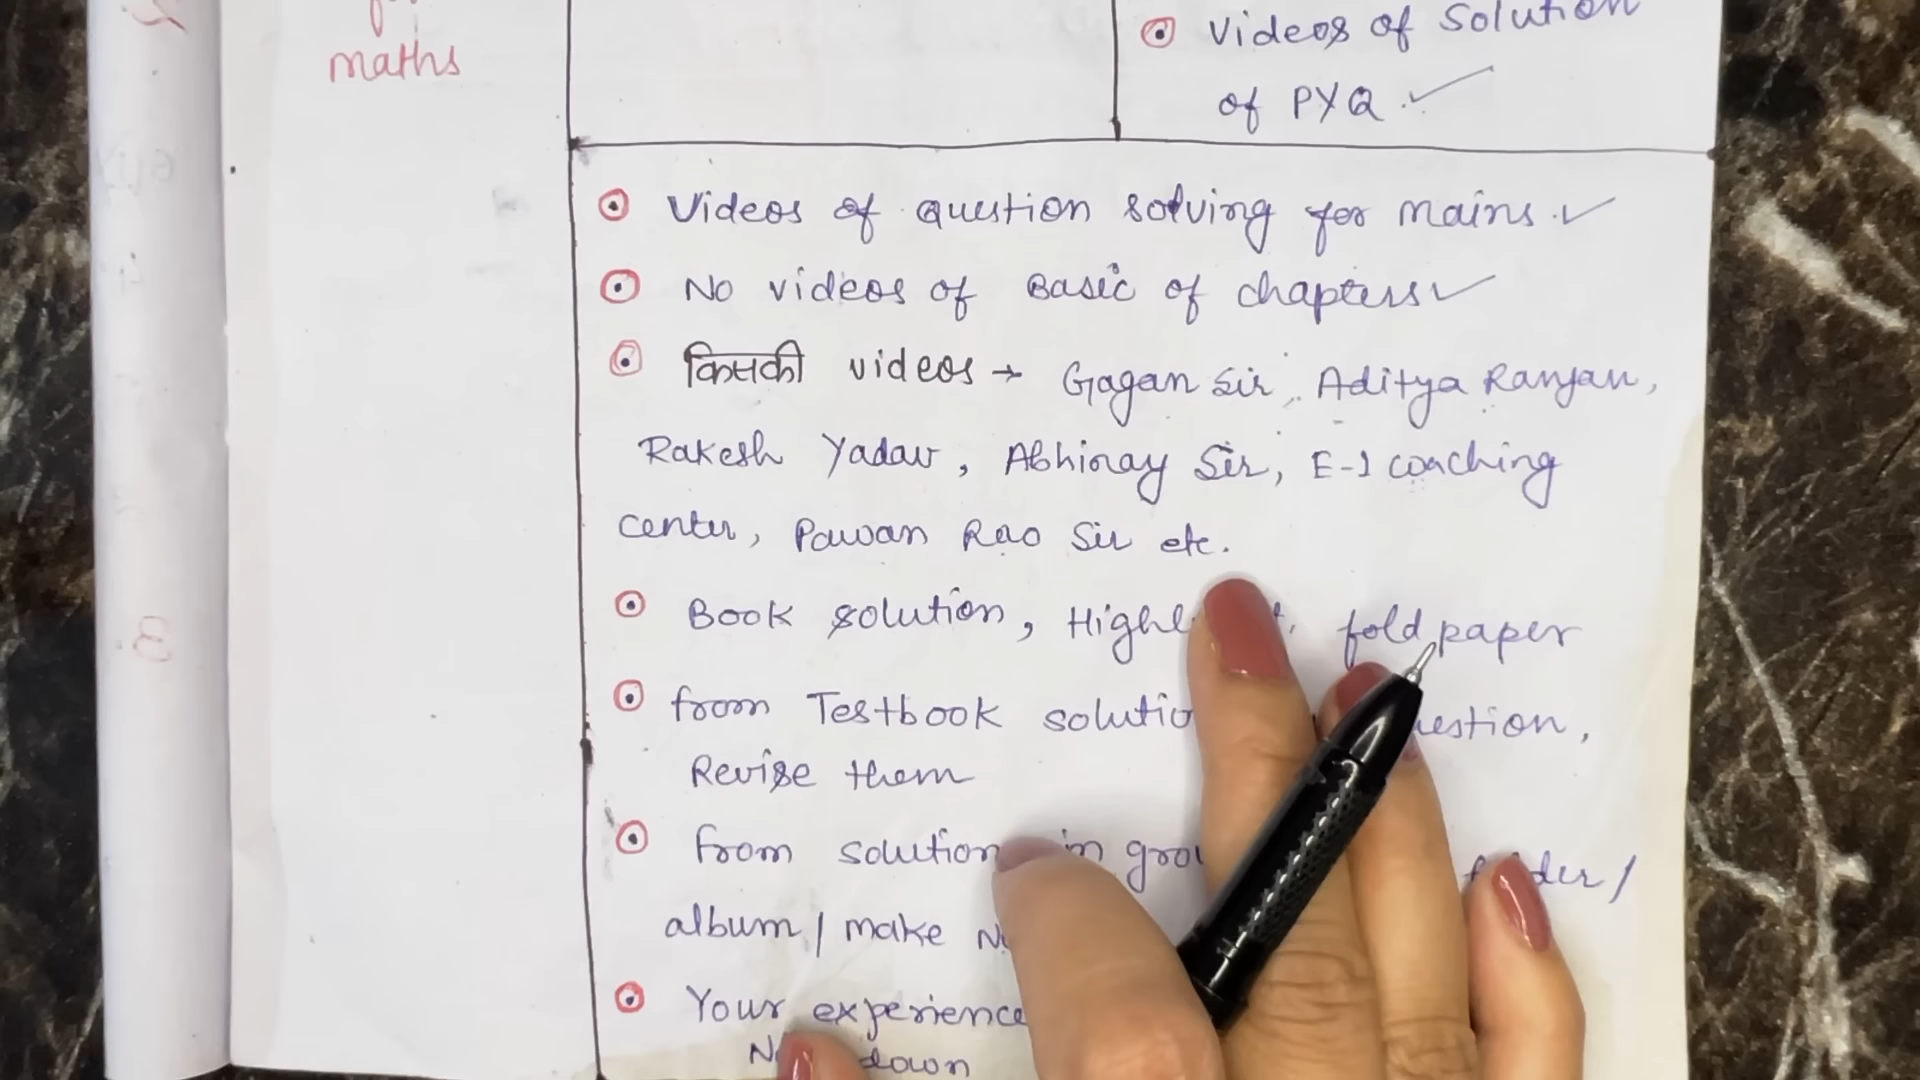 maths
Videos of Solution
of PYQ
Videos of question solving for mains.
No videos of Basic of chapters
किसकी videos → Gagan Sir, Aditya Ranjan,
Rakesh Yadav, Abhinay Sir, E-1 coaching
center, Pawan Rao Sir etc.
Book solution, fold paper
from Testbook
Revise them
from solution in
album / make
Your experience
down